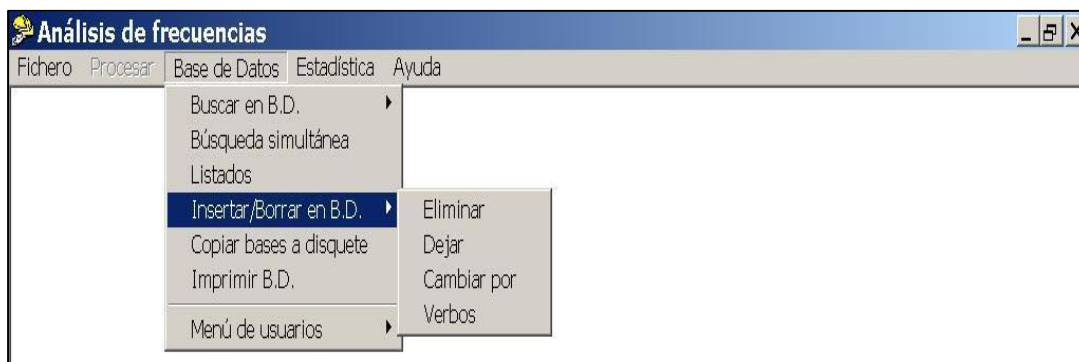 Análisis de frecuencias
Fichero Procesar Base de Datos Estadística Ayuda
Buscar en B.D.
Búsqueda simultánea
Listados
Insertar/Borrar en B.D.
Copiar bases a disquete
Imprimir B.D.
Menú de usuarios
Eliminar
Dejar
Cambiar por
Verbos